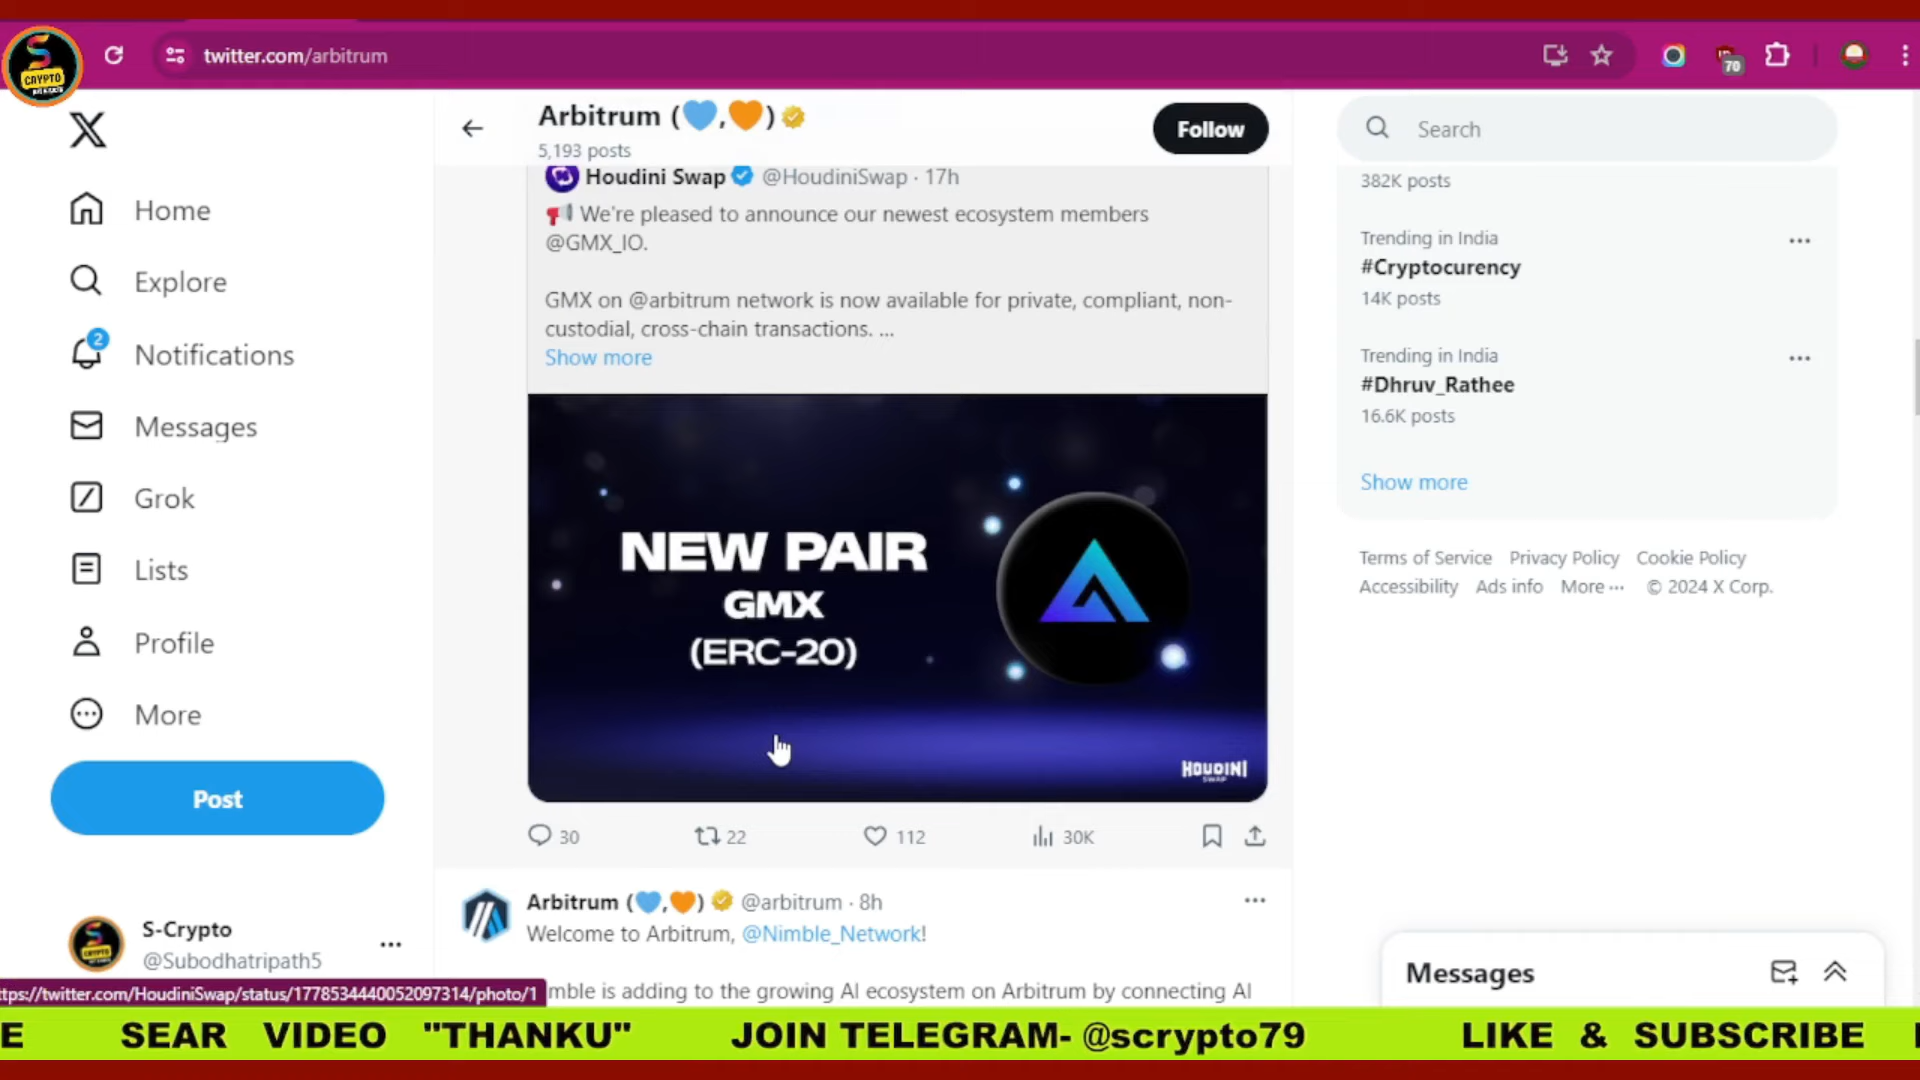 S
CRYPTO
twitter.com/arbitrum
70
Home
Explore
2
Notifications
Messages
Grok
Lists
Profile
More
Post
S-Crypto
@Subodhatripath5
ttps://twitter.com/HoudiniSwap/status/1778534440052097314/photo/1
Arbitrum (💙,🧡)
5,193 posts
Follow
Houdini Swap @HoudiniSwap · 17h
📢 We're pleased to announce our newest ecosystem members
@GMX_IO.
GMX on @arbitrum network is now available for private, compliant, non-
custodial, cross-chain transactions. ...
Show more
NEW PAIR
GMX
(ERC-20)
HOUDINI
SWAP
30 22 112 30K
Arbitrum (💙,🧡) @arbitrum · 8h
Welcome to Arbitrum, @Nimble_Network!
mble is adding to the growing AI ecosystem on Arbitrum by connecting AI
Search
382K posts
Trending in India
#Cryptocurency
14K posts
Trending in India
#Dhruv_Rathee
16.6K posts
Show more
Terms of Service Privacy Policy Cookie Policy
Accessibility Ads info More ··· © 2024 X Corp.
Messages
E SEAR VIDEO "THANKU" JOIN TELEGRAM- @scrypto79 LIKE & SUBSCRIBE